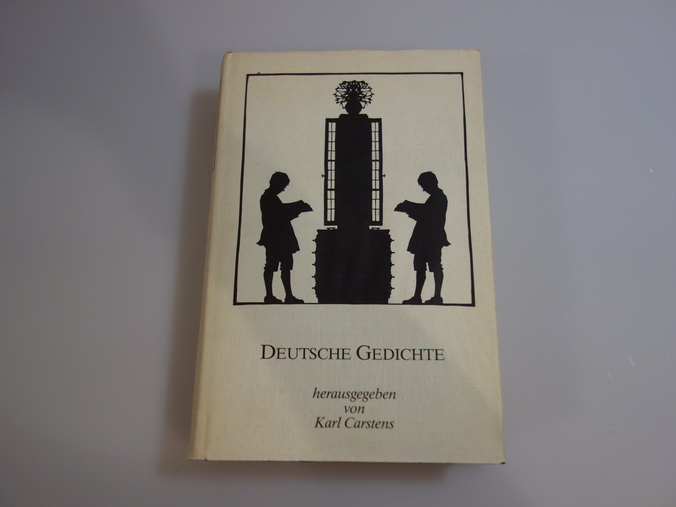 DEUTSCHE GEDICHTE
herausgegeben
von
Karl Carstens